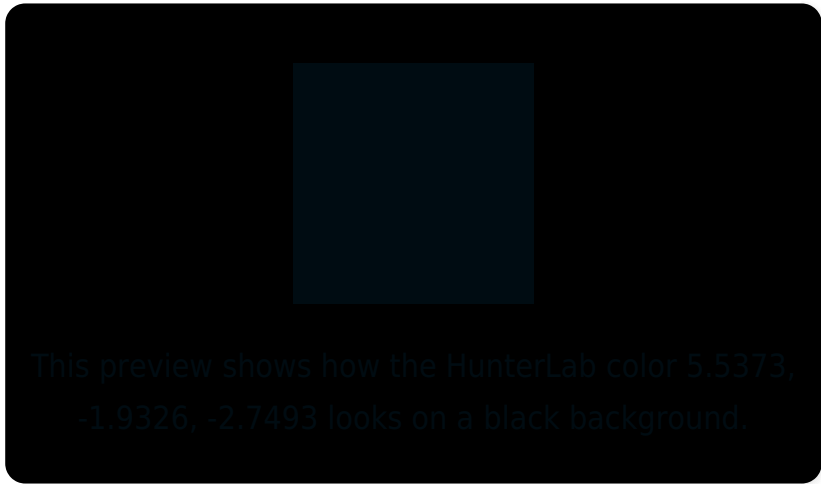 This preview shows how the HunterLab color 5.5373,
-1.9326, -2.7493 looks on a black background.